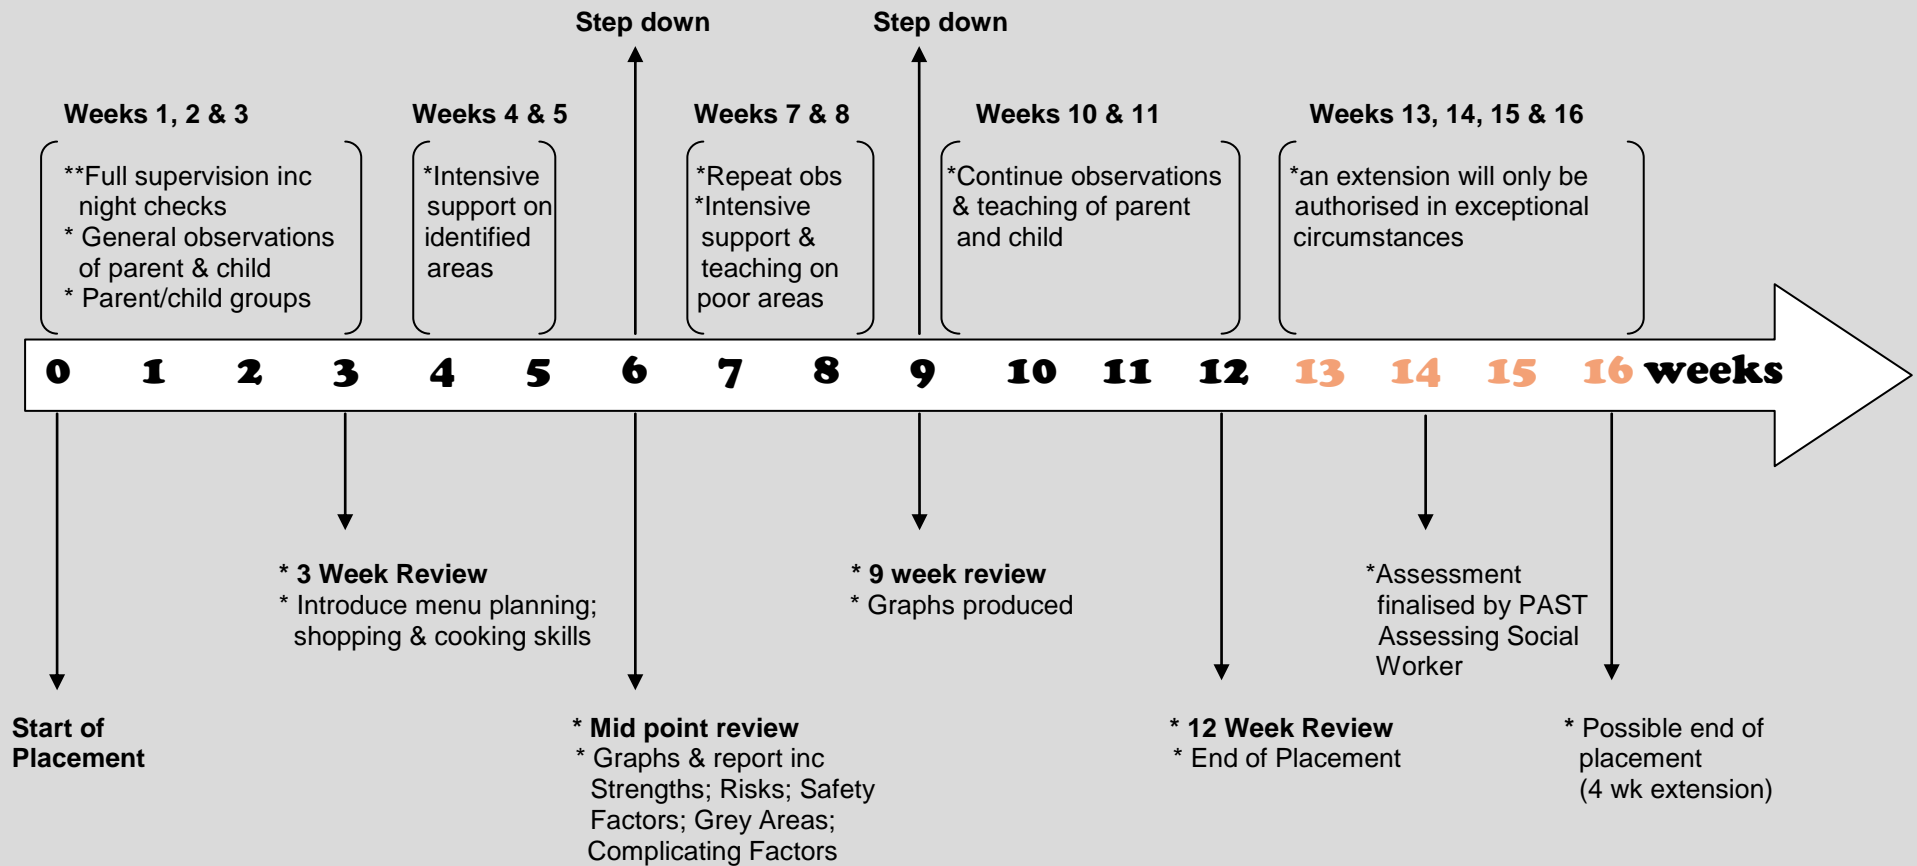 Step down
Step down
Weeks 1, 2 & 3
**Full supervision inc
night checks
* General observations
of parent & child
* Parent/child groups
Weeks 4 & 5
*Intensive
support on
identified
areas
Weeks 7 & 8
*Repeat obs
*Intensive
support &
teaching on
poor areas
Weeks 10 & 11
*Continue observations
& teaching of parent
and child
Weeks 13, 14, 15 & 16
*an extension will only be
authorised in exceptional
circumstances
0 1 2 3 4 5 6 7 8 9 10 11 12 13 14 15 16 weeks
* 3 Week Review
* Introduce menu planning;
shopping & cooking skills
* 9 week review
* Graphs produced
*Assessment
finalised by PAST
Assessing Social
Worker
Start of
Placement
* Mid point review
* Graphs & report inc
Strengths; Risks; Safety
Factors; Grey Areas;
Complicating Factors
* 12 Week Review
* End of Placement
* Possible end of
placement
(4 wk extension)